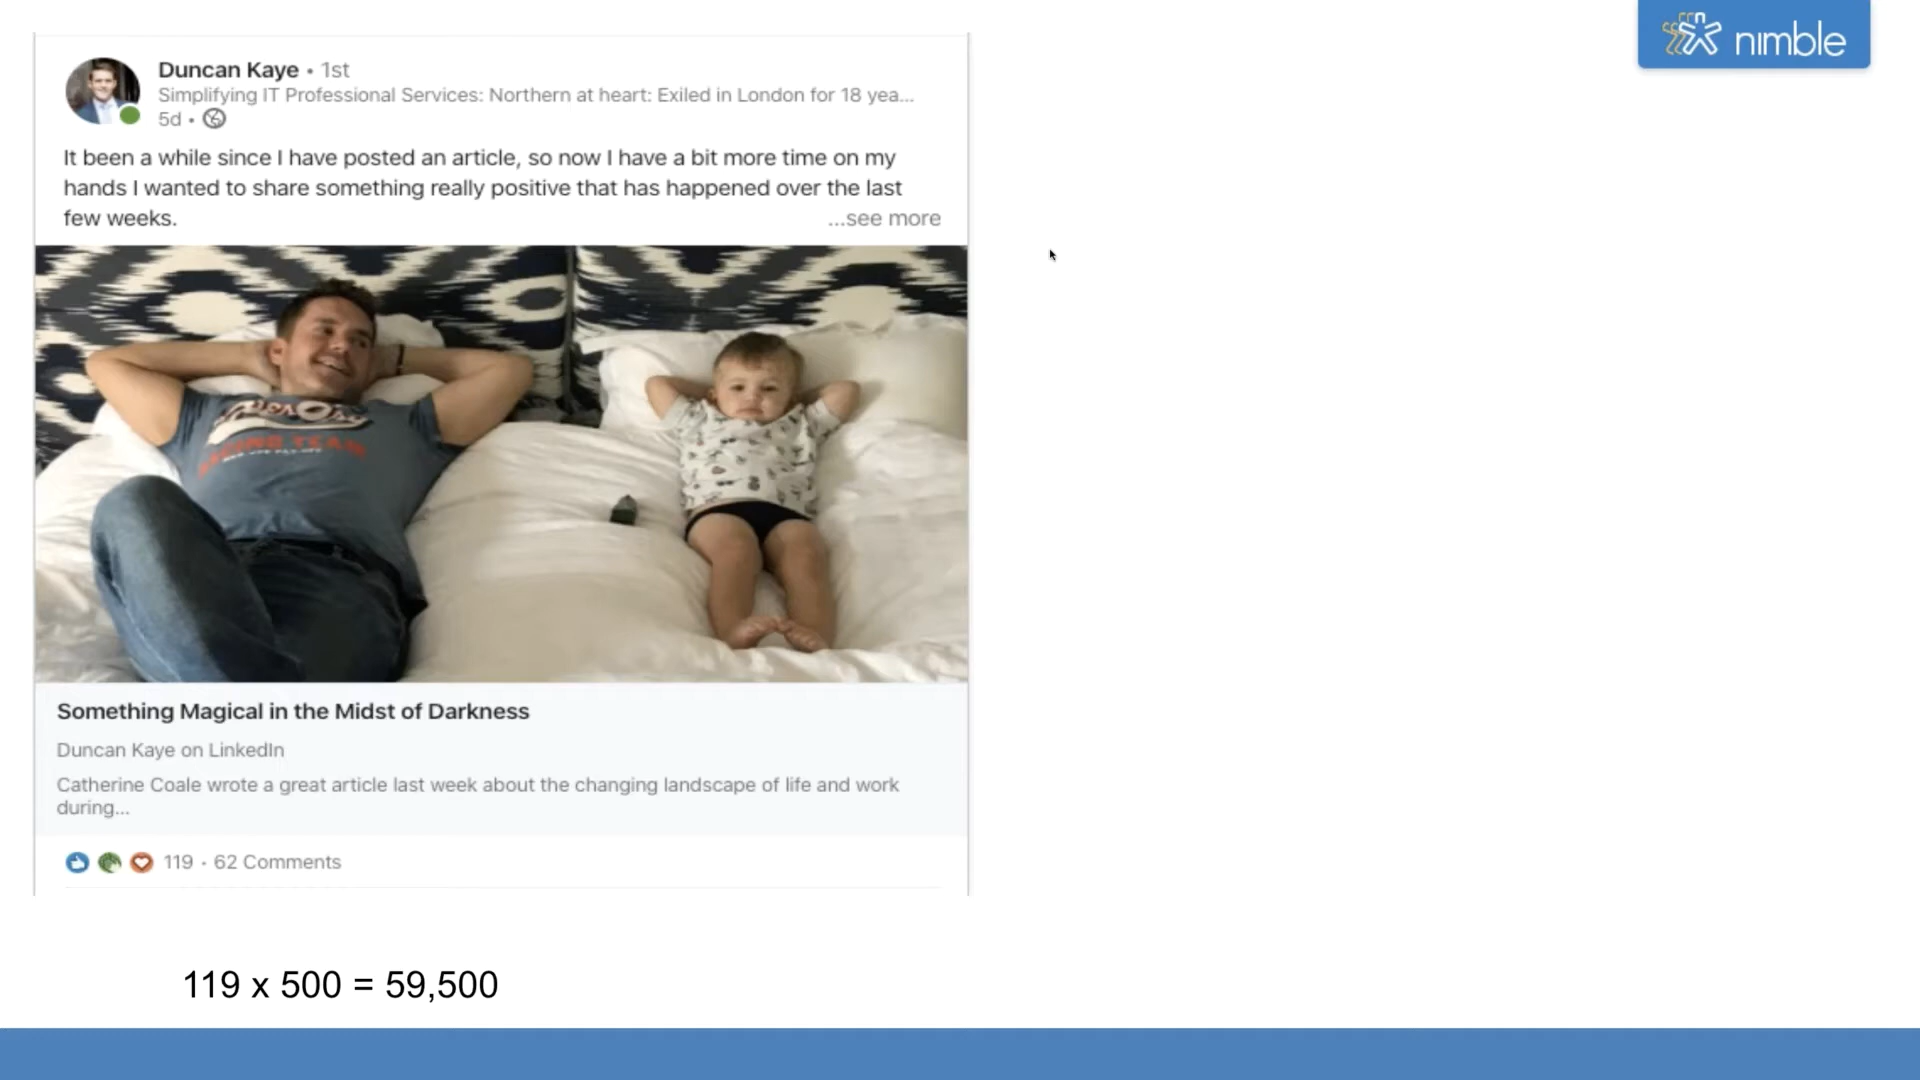 nimble
Duncan Kaye • 1st
Simplifying IT Professional Services: Northern at heart: Exiled in London for 18 yea...
5d •
It been a while since I have posted an article, so now I have a bit more time on my
hands I wanted to share something really positive that has happened over the last
few weeks.
...see more
Something Magical in the Midst of Darkness
Duncan Kaye on LinkedIn
Catherine Coale wrote a great article last week about the changing landscape of life and work
during...
119 · 62 Comments
119 x 500 = 59,500